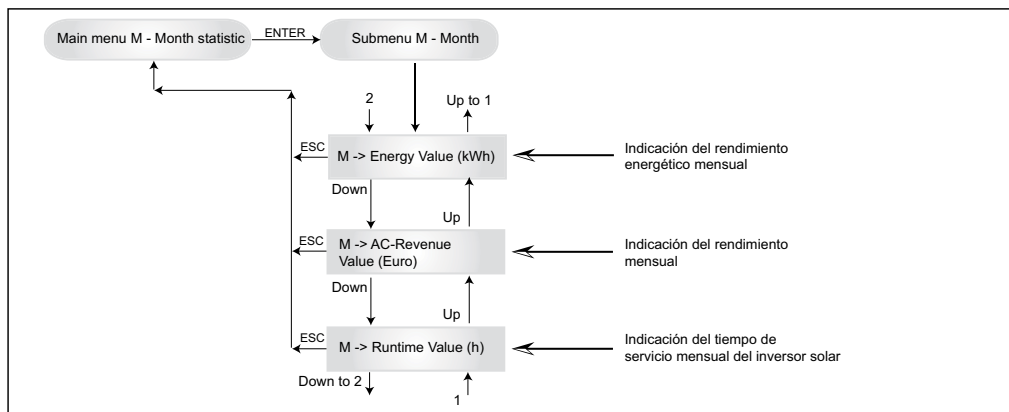 Main menu M - Month statistic
ENTER
Submenu M - Month
2
Up to 1
ESC
M -> Energy Value (kWh)
Indicación del rendimiento
energético mensual
Down
Up
ESC
M -> AC-Revenue
Value (Euro)
Indicación del rendimiento
mensual
Down
Up
ESC
M -> Runtime Value (h)
Indicación del tiempo de
servicio mensual del inversor solar
Down to 2
1